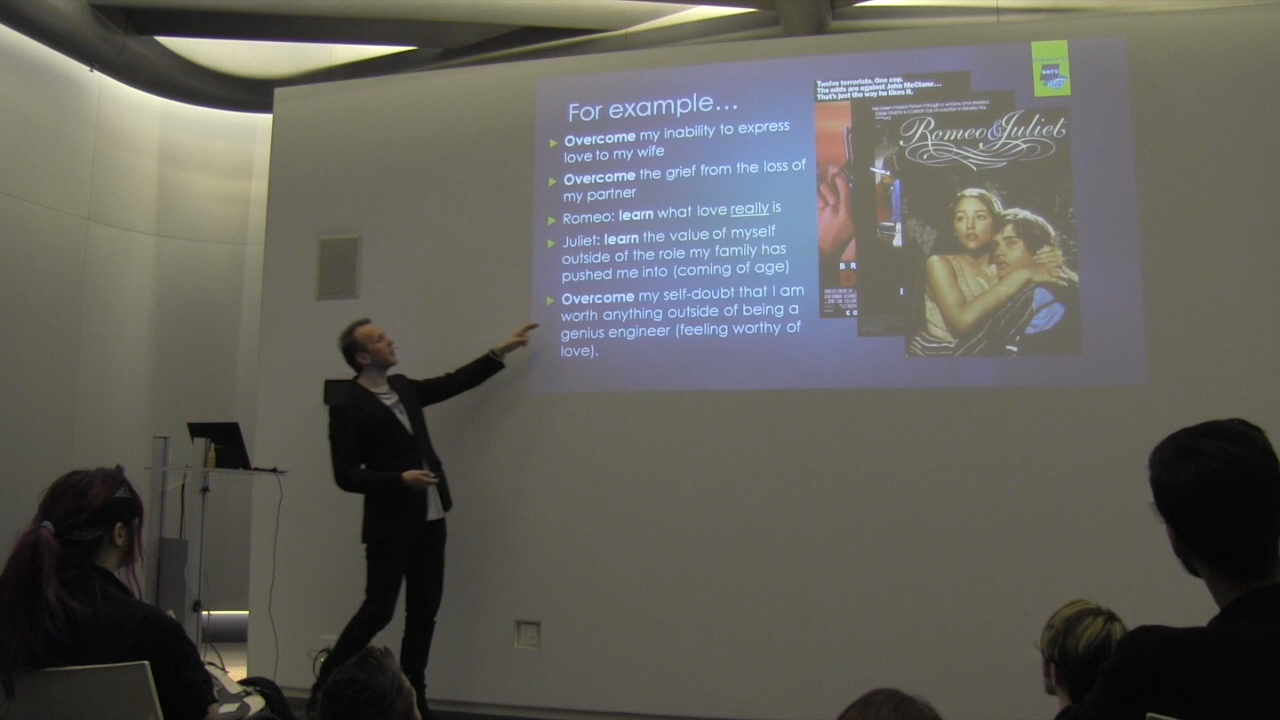 For example...
Overcome my inability to express
love to my wife
Overcome the grief from the loss of
my partner
Romeo: learn what love really is
Juliet: learn the value of myself
outside of the role my family has
pushed me into (coming of age)
Overcome my self-doubt that I am
worth anything outside of being a
genius engineer (feeling worthy of
love).
Twelve terrorists. One cop.
The odds are against John McClane...
That's just the way he likes it.
Romeo & Juliet
NHTV
B R